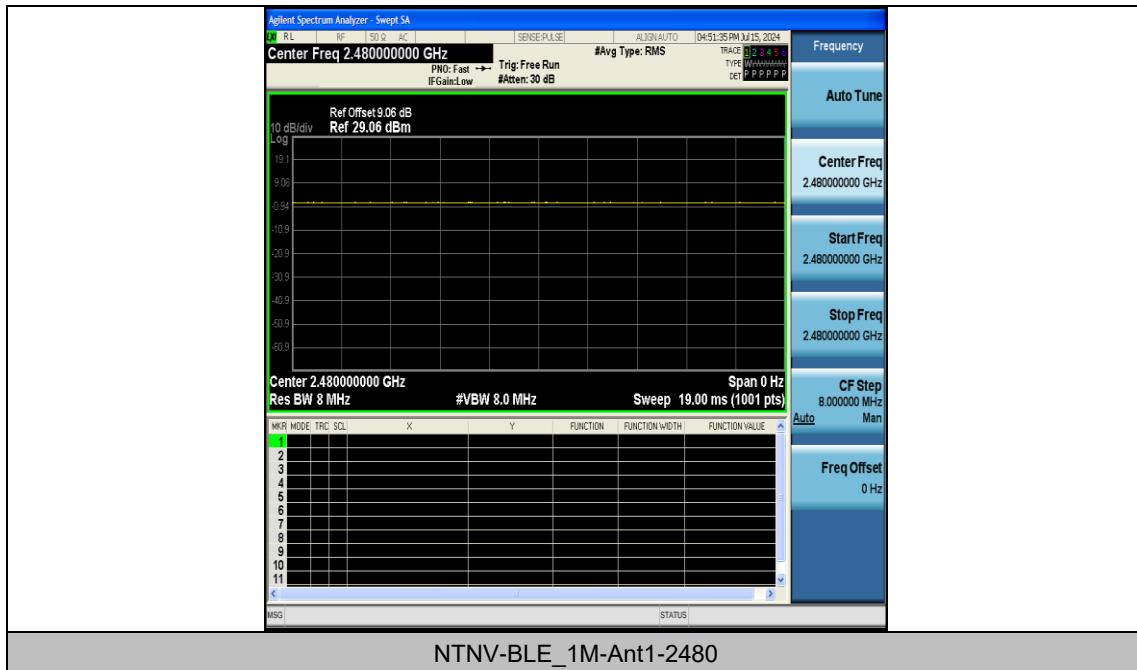 Agilent Spectrum Analyzer - Swept SA
RL RF 50 Ω AC SENSE:PULSE ALIGN AUTO 04:51:35 PM Jul 15, 2024
Center Freq 2.480000000 GHz #Avg Type: RMS TRACE 1 2 3 4 5 6
PNO: Fast Trig: Free Run TYPE
IFGain:Low #Atten: 30 dB DET P P P P P P
Ref Offset 9.06 dB
10 dB/div Ref 29.06 dBm
Log
19.1
9.06
-0.94
-10.9
-20.9
-30.9
-40.9
-50.9
-60.9
Center 2.480000000 GHz Span 0 Hz
Res BW 8 MHz #VBW 8.0 MHz Sweep 19.00 ms (1001 pts)
MKR MODE TRC SCL X Y FUNCTION FUNCTION WIDTH FUNCTION VALUE
1
2
3
4
5
6
7
8
9
10
11
MSG STATUS
Frequency
Auto Tune
Center Freq
2.480000000 GHz
Start Freq
2.480000000 GHz
Stop Freq
2.480000000 GHz
CF Step
8.000000 MHz
Auto Man
Freq Offset
0 Hz
NTNV-BLE_1M-Ant1-2480